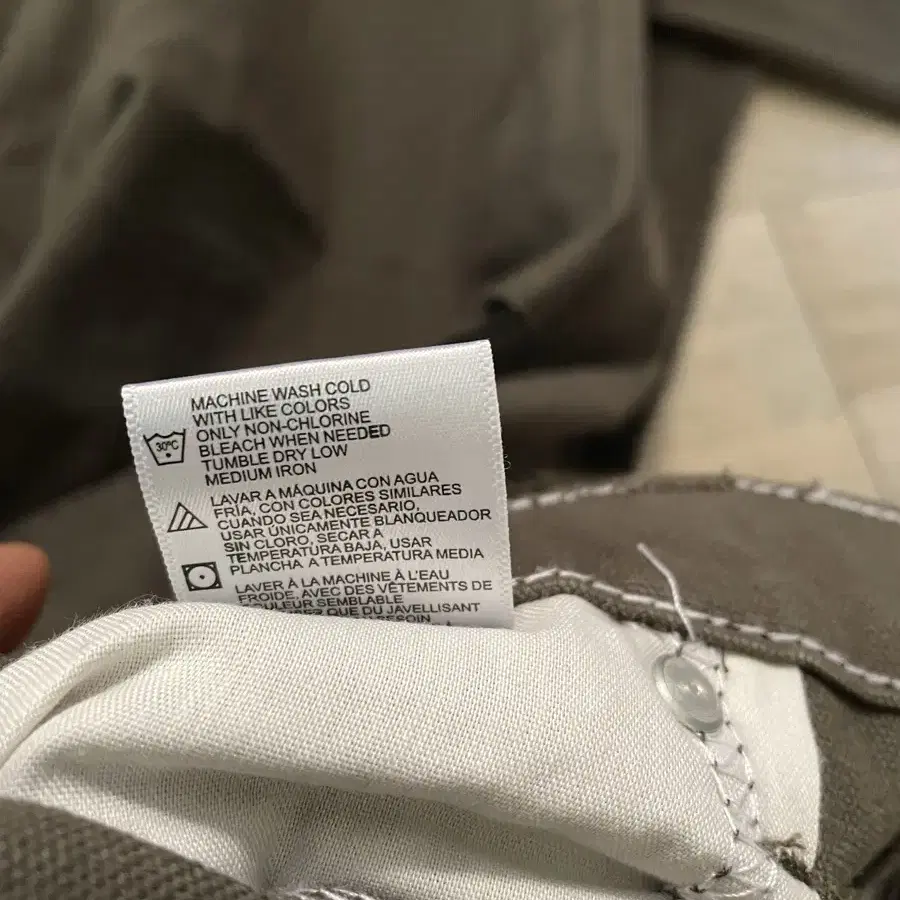 MACHINE WASH COLD
WITH LIKE COLORS
ONLY NON-CHLORINE
BLEACH WHEN NEEDED
TUMBLE DRY LOW
MEDIUM IRON
30°C
LAVAR A MÁQUINA CON AGUA
FRÍA, CON COLORES SIMILARES
CUANDO SEA NECESARIO,
USAR ÚNICAMENTE BLANQUEADOR
SIN CLORO, SECAR A
TEMPERATURA BAJA, USAR
PLANCHA A TEMPERATURA MEDIA
LAVER À LA MACHINE À L'EAU
FROIDE, AVEC DES VÊTEMENTS DE
COULEUR SEMBLABLE
QUE DU JAVELLISANT
BESOIN